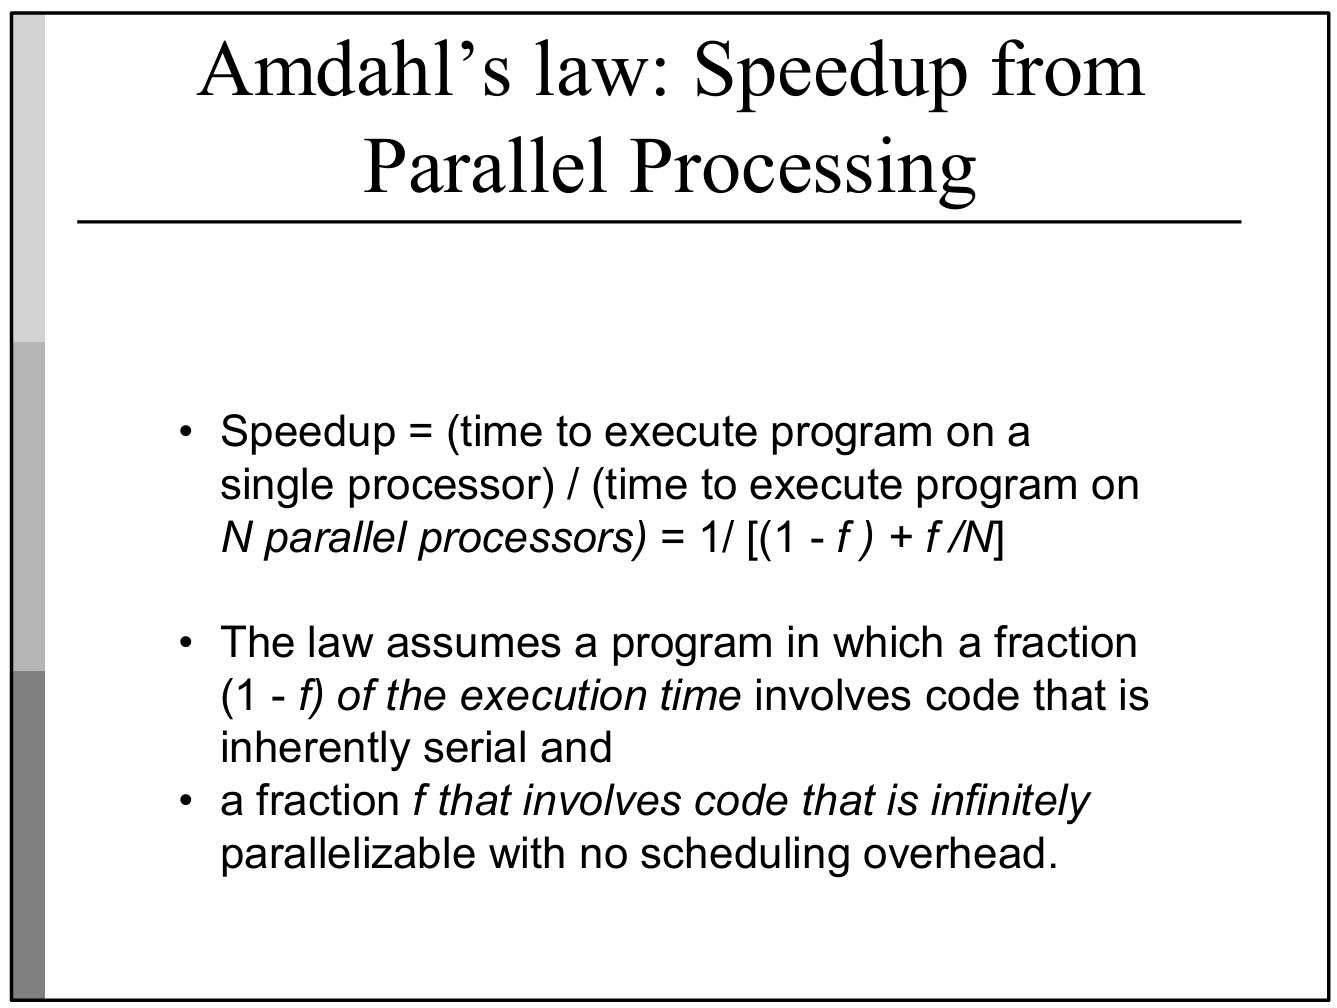 Amdahl’s law: Speedup from
Parallel Processing
• Speedup = (time to execute program on a
single processor) / (time to execute program on
N parallel processors) = 1/ [(1 - f ) + f /N]
• The law assumes a program in which a fraction
(1 - f) of the execution time involves code that is
inherently serial and
• a fraction f that involves code that is infinitely
parallelizable with no scheduling overhead.